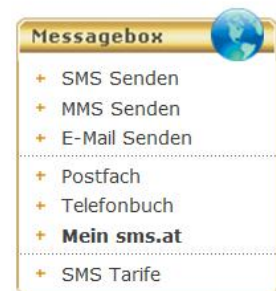 Messagebox
+ SMS Senden
+ MMS Senden
+ E-Mail Senden
+ Postfach
+ Telefonbuch
+ Mein sms.at
+ SMS Tarife